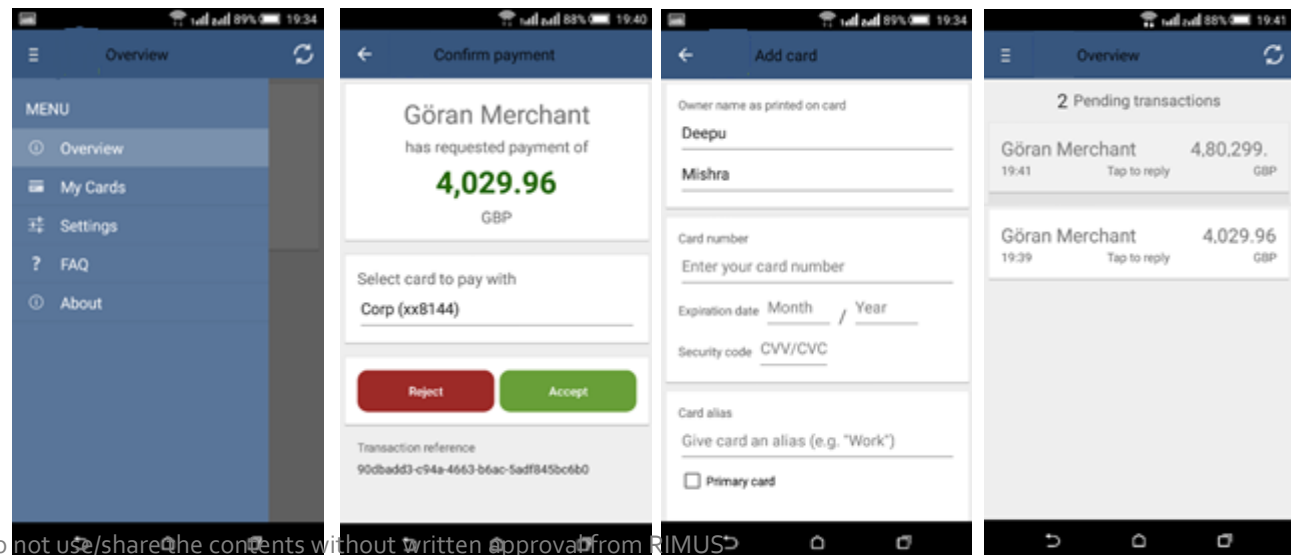 89% 19:34
Overview
MENU
Overview
My Cards
Settings
? FAQ
About
88% 19:40
Confirm payment
Göran Merchant
has requested payment of
4,029.96
GBP
Select card to pay with
Corp (xx8144)
Reject
Accept
Transaction reference
90dbadd3-c94a-4663-b6ac-5adf845bc6b0
89% 19:34
Add card
Owner name as printed on card
Deepu
Mishra
Card number
Enter your card number
Expiration date Month / Year
Security code CVV/CVC
Card alias
Give card an alias (e.g. "Work")
Primary card
88% 19:41
Overview
2 Pending transactions
Göran Merchant 4,80,299.
19:41 Tap to reply GBP
Göran Merchant 4,029.96
19:39 Tap to reply GBP
not use/share the contents without written approval from RIMUS